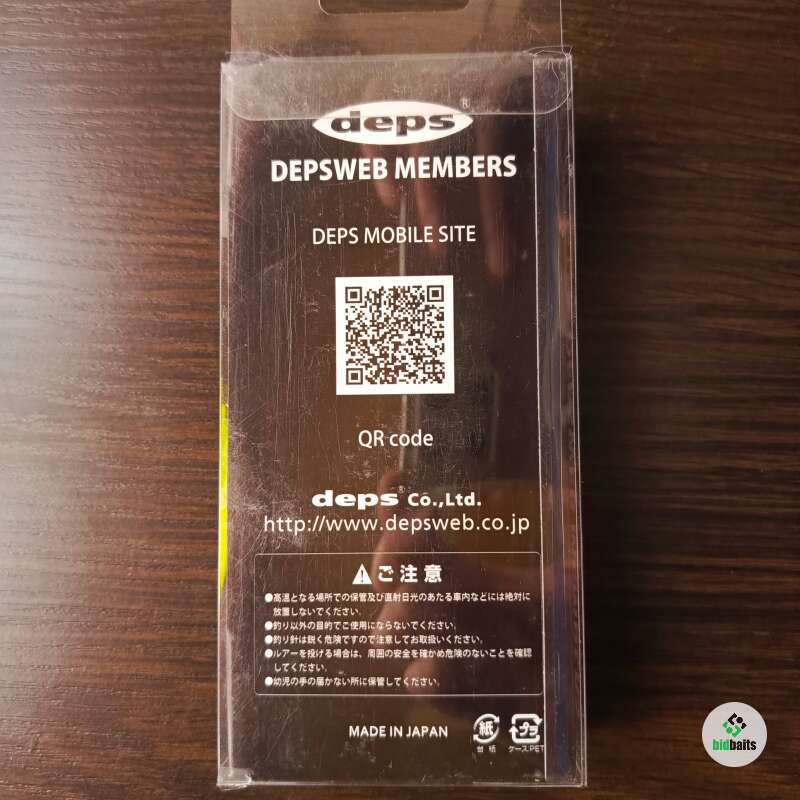 deps®
DEPSWEB MEMBERS
DEPS MOBILE SITE
QR code
deps® Co.,Ltd.
http://www.depsweb.co.jp
ご注意
●高温となる場所での保管及び直射日光のあたる車内などには絶対に
放置しないでください。
●釣り以外の目的でご使用にならないでください。
●釣り針は鋭く危険ですので注意してお取扱いください。
●ルアーを投げる場合は、周囲の安全を確かめ危険のないことを確認
してください。
●幼児の手の届かない所に保管してください。
MADE IN JAPAN
紙
プラ
台紙
ケース:PET
bidbaits